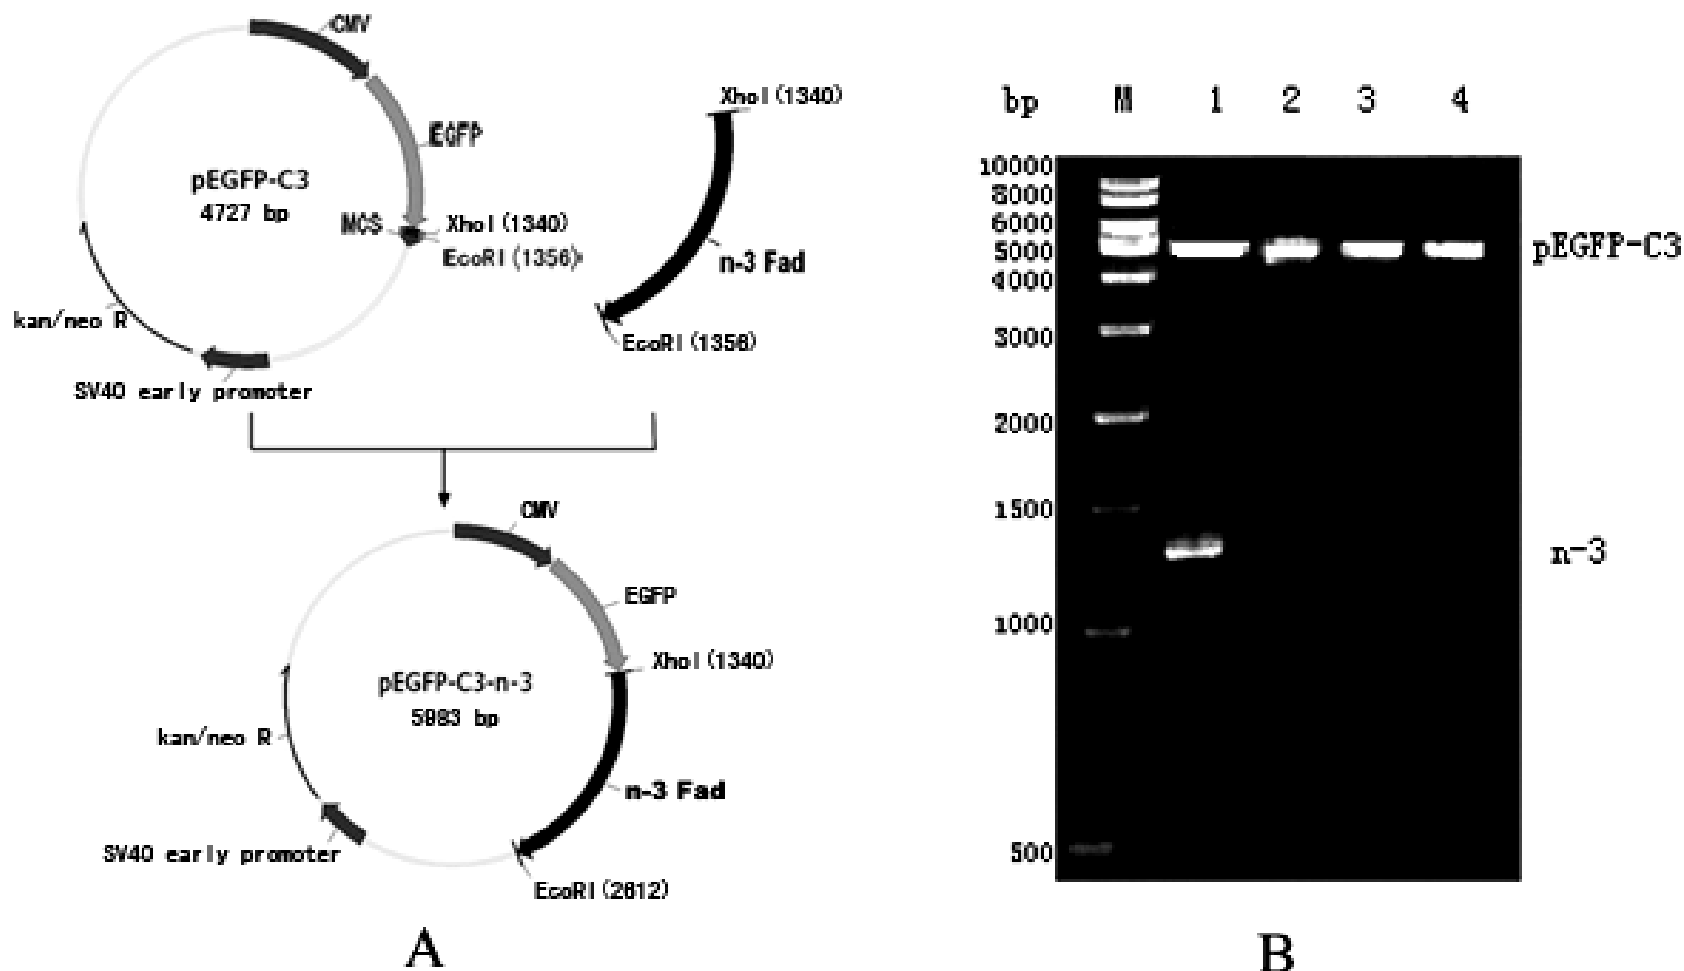 CMV
EGFP
pEGFP-C3
4727 bp
MCS
XhoI(1340)
EcoRI(1356)
kan/neo R
SV40 early promoter
XhoI(1340)
n-3 Fad
EcoRI(1356)
CMV
EGFP
XhoI(1340)
pEGFP-C3-n-3
5983 bp
kan/neo R
n-3 Fad
SV40 early promoter
EcoRI(2612)
A
bp M 1 2 3 4
10000
8000
6000
5000
4000
3000
2000
1500
1000
500
pEGFP-C3
n-3
B